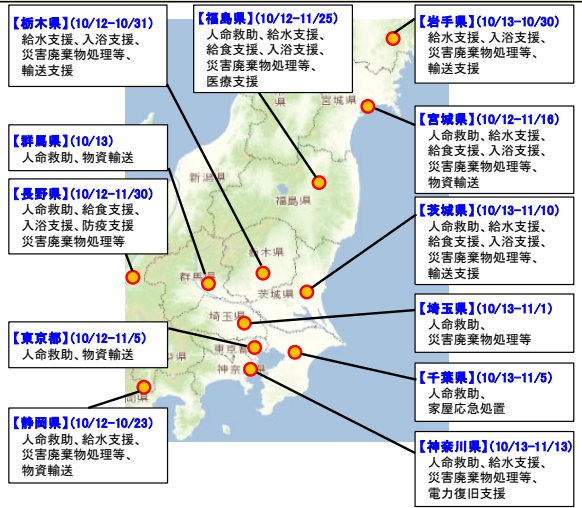 【栃木県】(10/12-10/31)
給水支援、入浴支援、
災害廃棄物処理等、
輸送支援
【福島県】(10/12-11/25)
人命救助、給水支援、
給食支援、入浴支援、
災害廃棄物処理等、
医療支援
【岩手県】(10/13-10/30)
給水支援、入浴支援、
災害廃棄物処理等、
輸送支援
【宮城県】(10/12-11/16)
人命救助、給水支援、
給食支援、入浴支援、
災害廃棄物処理等、
物資輸送
【群馬県】(10/13)
人命救助、物資輸送
【長野県】(10/12-11/30)
人命救助、給食支援、
入浴支援、防疫支援
災害廃棄物処理等
【茨城県】(10/13-11/10)
人命救助、給水支援、
給食支援、入浴支援、
災害廃棄物処理等、
輸送支援
【埼玉県】(10/13-11/1)
人命救助、
災害廃棄物処理等
【東京都】(10/12-11/5)
人命救助、物資輸送
【千葉県】(10/13-11/5)
人命救助、
家屋応急処置
【静岡県】(10/12-10/23)
人命救助、給水支援、
災害廃棄物処理等、
物資輸送
【神奈川県】(10/13-11/13)
人命救助、給水支援、
災害廃棄物処理等、
電力復旧支援
県
宮城県
新潟県
福島県
栃木県
群馬県
茨城県
埼玉県
東京都
県
神奈川県
県